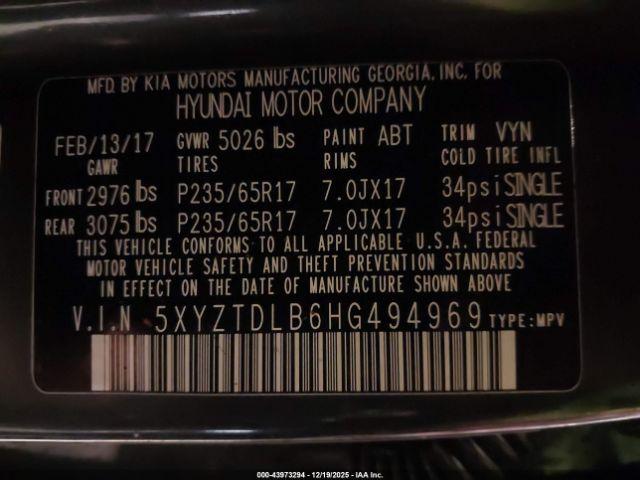 MFD. BY KIA MOTORS MANUFACTURING GEORGIA, INC. FOR
HYUNDAI MOTOR COMPANY
FEB/13/17 GVWR 5026 lbs PAINT ABT TRIM VYN
GAWR TIRES RIMS COLD TIRE INFL
FRONT 2976 lbs P235/65R17 7.0JX17 34psi SINGLE
REAR 3075 lbs P235/65R17 7.0JX17 34psi SINGLE
THIS VEHICLE CONFORMS TO ALL APPLICABLE U.S.A. FEDERAL
MOTOR VEHICLE SAFETY AND THEFT PREVENTION STANDARDS
IN EFFECT ON THE DATE OF MANUFACTURE SHOWN ABOVE
V.I.N 5XYZTDLB6HG494969 TYPE:MPV
000-43973294 - 12/19/2025 - IAA Inc.